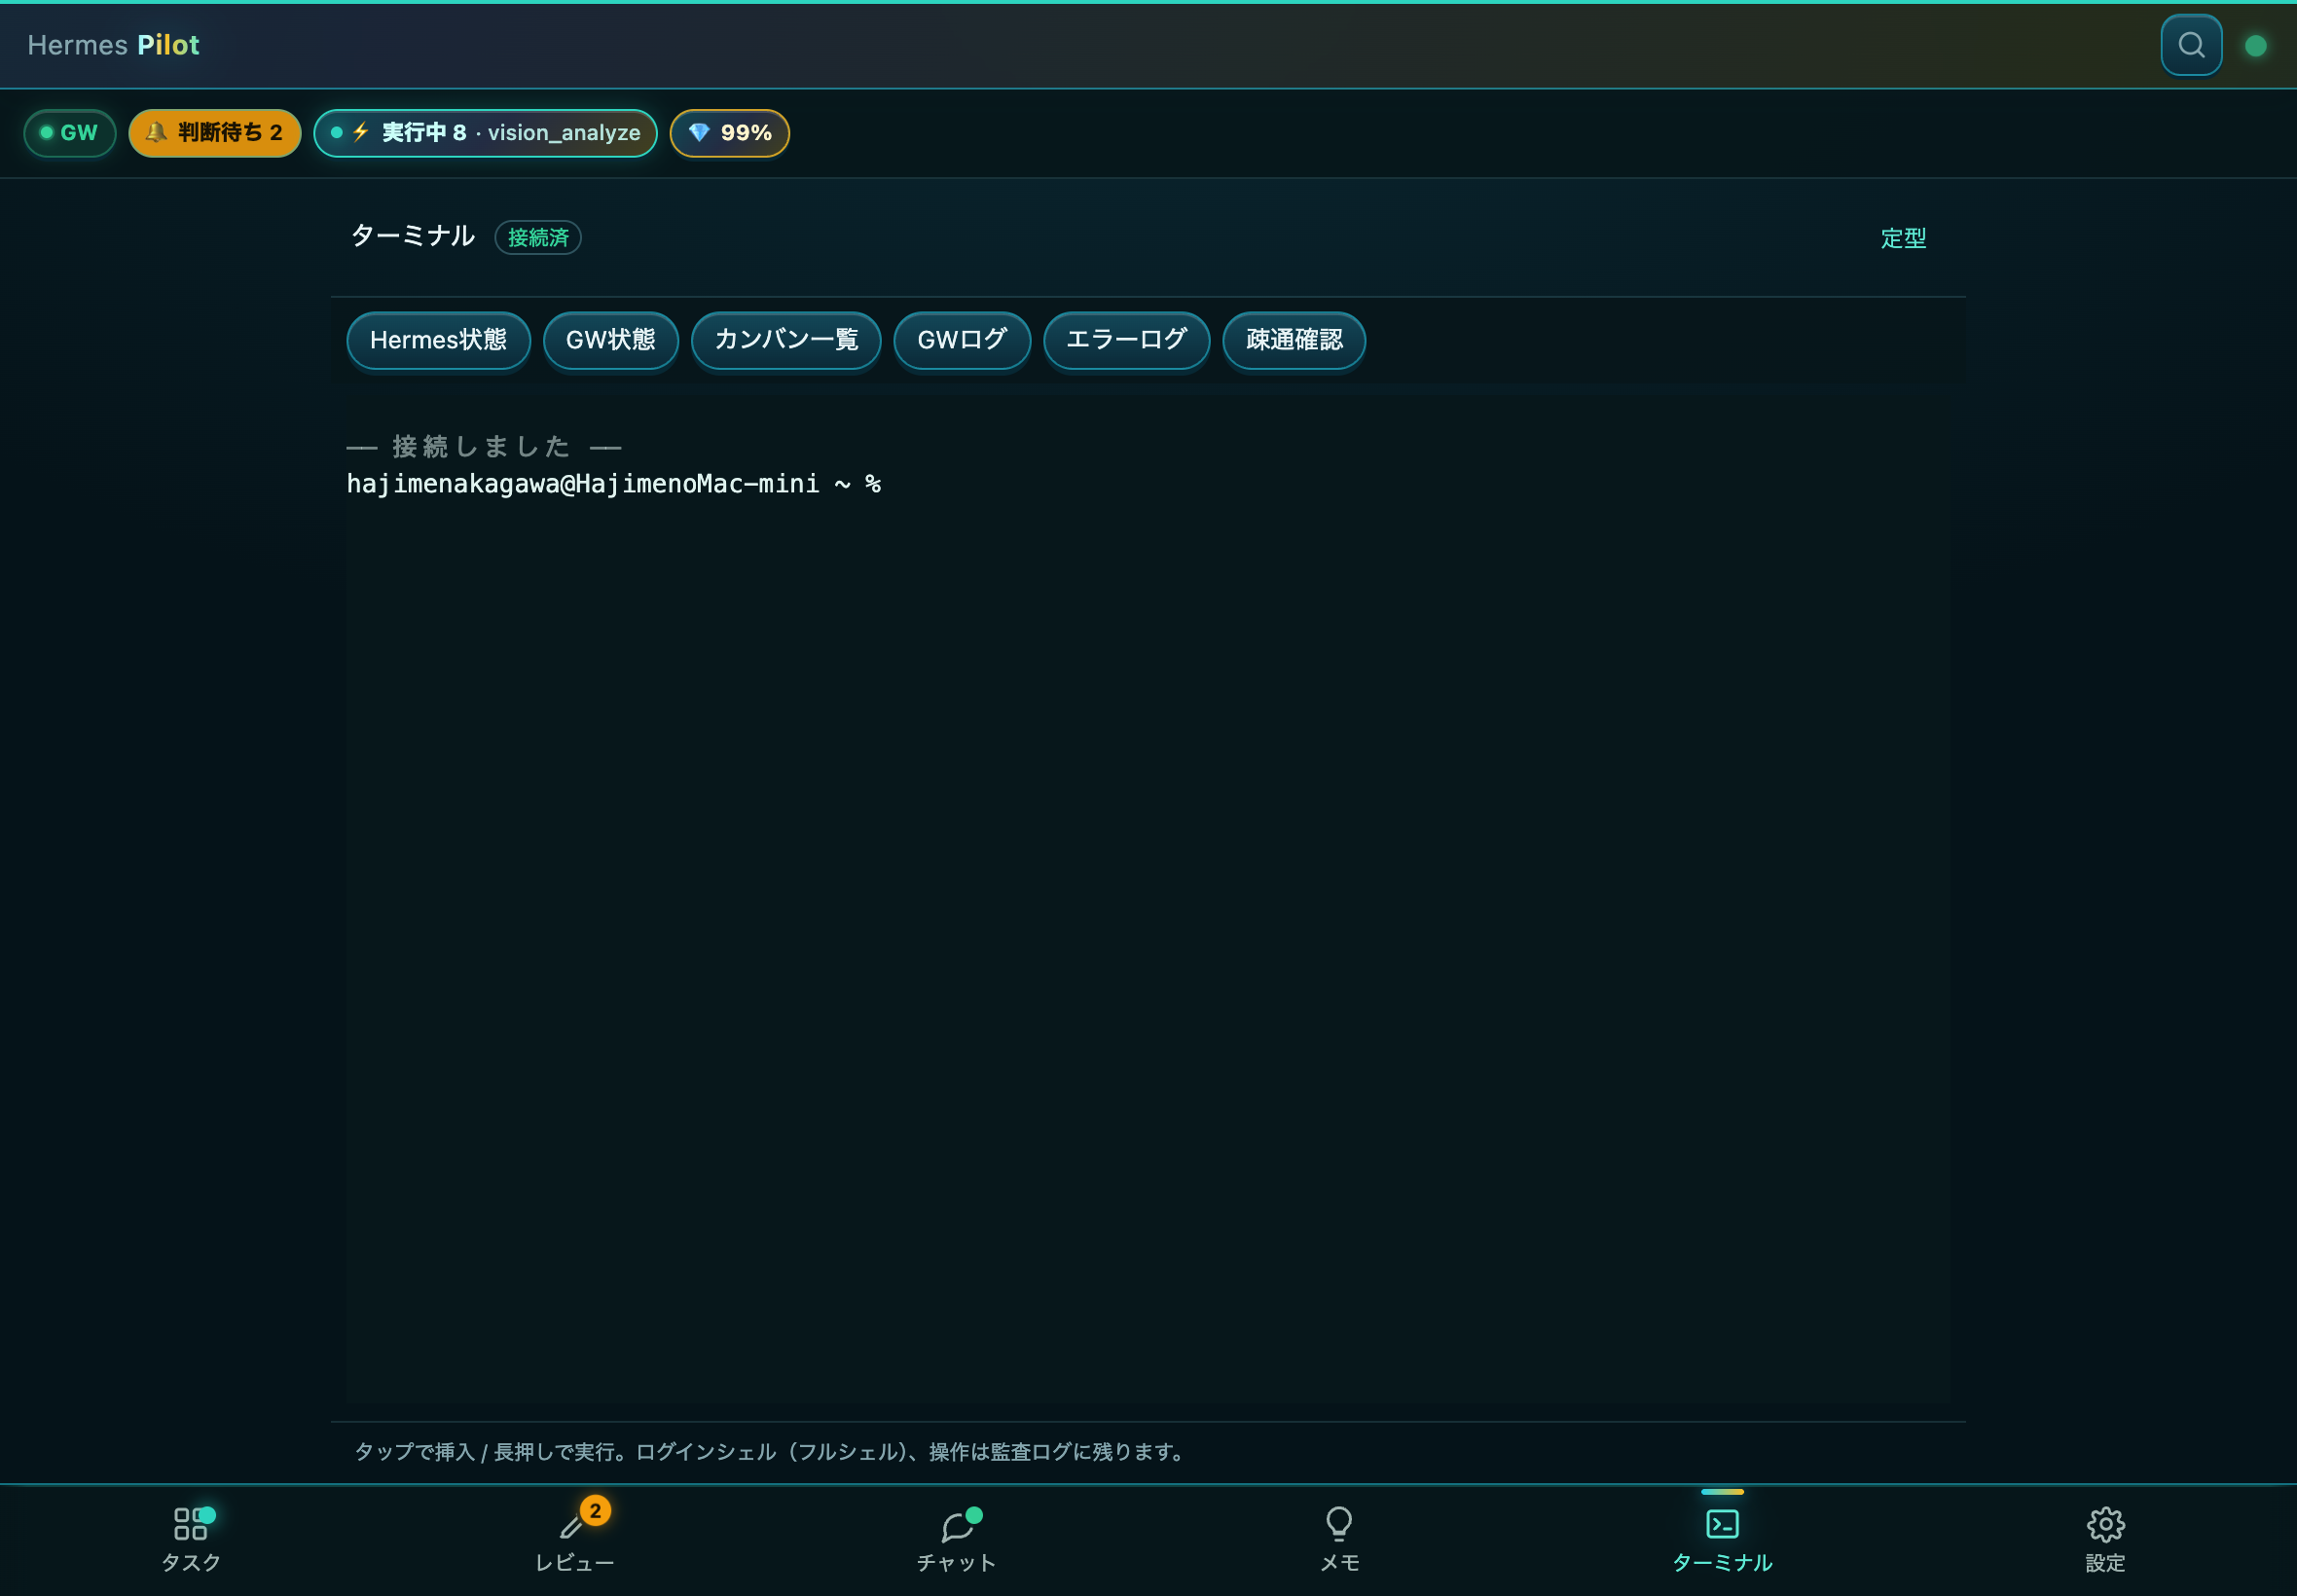 Hermes Pilot
GW
判断待ち 2
実行中 8 · vision_analyze
99%
ターミナル
接続済
定型
Hermes状態
GW状態
カンバン一覧
GWログ
エラーログ
疎通確認
── 接続しました ──
hajimenakagawa@HajimenoMac-mini ~ %
タップで挿入 / 長押しで実行。ログインシェル（フルシェル）、操作は監査ログに残ります。
タスク
2
レビュー
チャット
メモ
ターミナル
設定